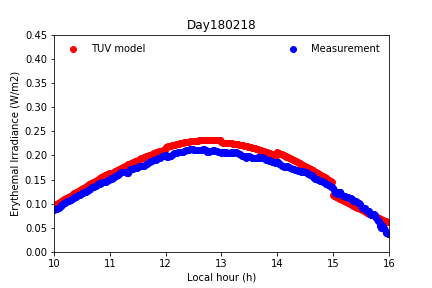 Day180218
TUV model
Measurement
Erythemal Irradiance (W/m2)
0.45
0.40
0.35
0.30
0.25
0.20
0.15
0.10
0.05
0.00
10 11 12 13 14 15 16
Local hour (h)